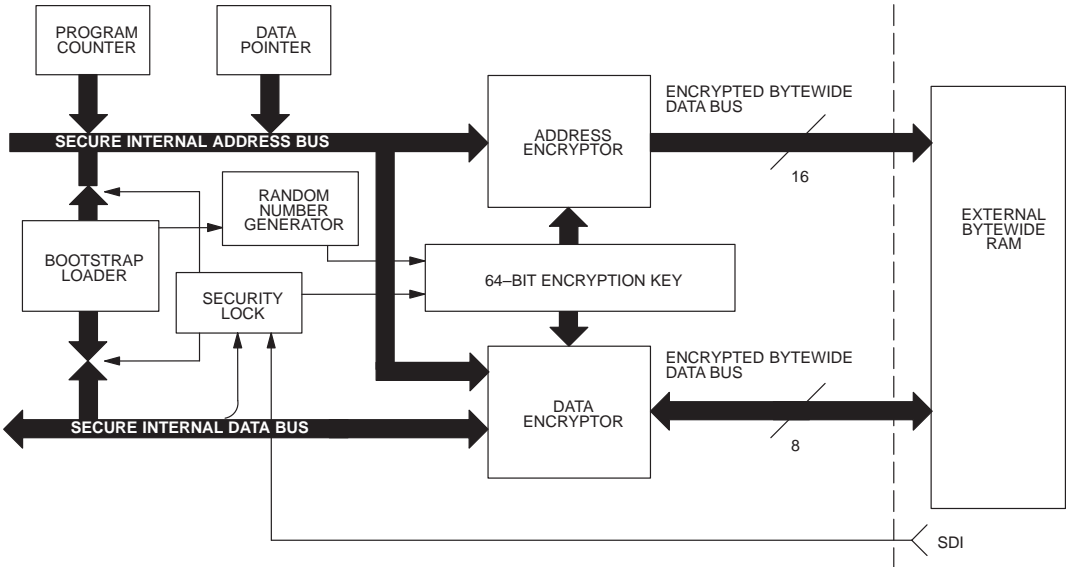 PROGRAM
COUNTER
DATA
POINTER
SECURE INTERNAL ADDRESS BUS
ADDRESS
ENCRYPTOR
ENCRYPTED BYTEWIDE
DATA BUS
16
EXTERNAL
BYTEWIDE
RAM
BOOTSTRAP
LOADER
RANDOM
NUMBER
GENERATOR
SECURITY
LOCK
64–BIT ENCRYPTION KEY
DATA
ENCRYPTOR
ENCRYPTED BYTEWIDE
DATA BUS
8
SECURE INTERNAL DATA BUS
SDI